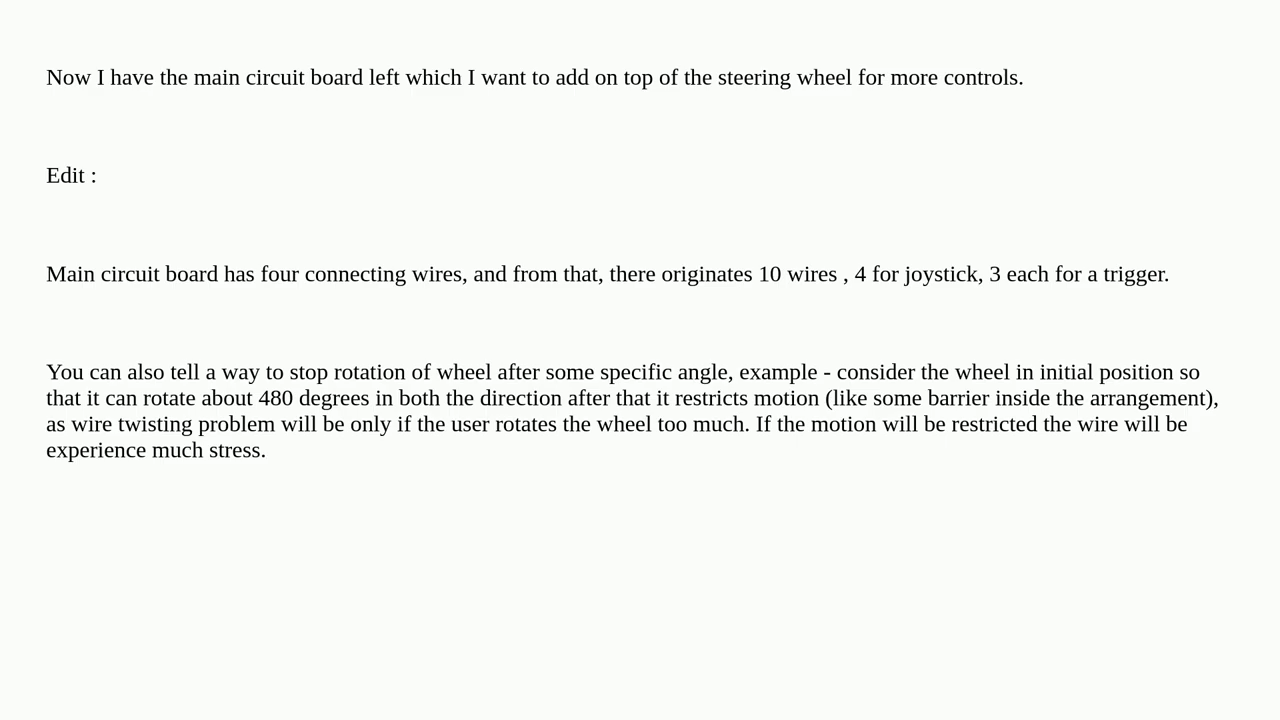 Now I have the main circuit board left which I want to add on top of the steering wheel for more controls.
Edit :
Main circuit board has four connecting wires, and from that, there originates 10 wires , 4 for joystick, 3 each for a trigger.
You can also tell a way to stop rotation of wheel after some specific angle, example - consider the wheel in initial position so
that it can rotate about 480 degrees in both the direction after that it restricts motion (like some barrier inside the arrangement),
as wire twisting problem will be only if the user rotates the wheel too much. If the motion will be restricted the wire will be
experience much stress.